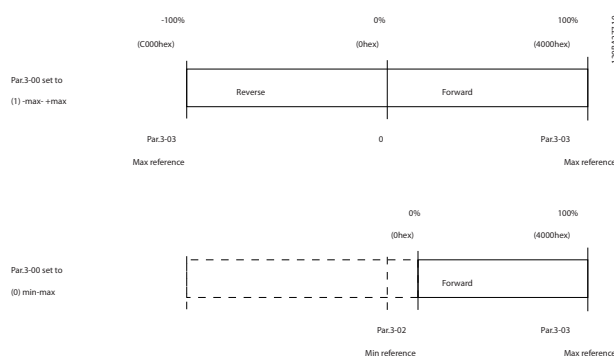 -100% 0% 100%
(C000hex) (0hex) (4000hex)
Par.3-00 set to
(1) -max- +max
Reverse Forward
Par.3-03 0 Par.3-03
Max reference Max reference
0% 100%
(0hex) (4000hex)
Par.3-00 set to
(0) min-max
Forward
Par.3-02 Par.3-03
Min reference Max reference